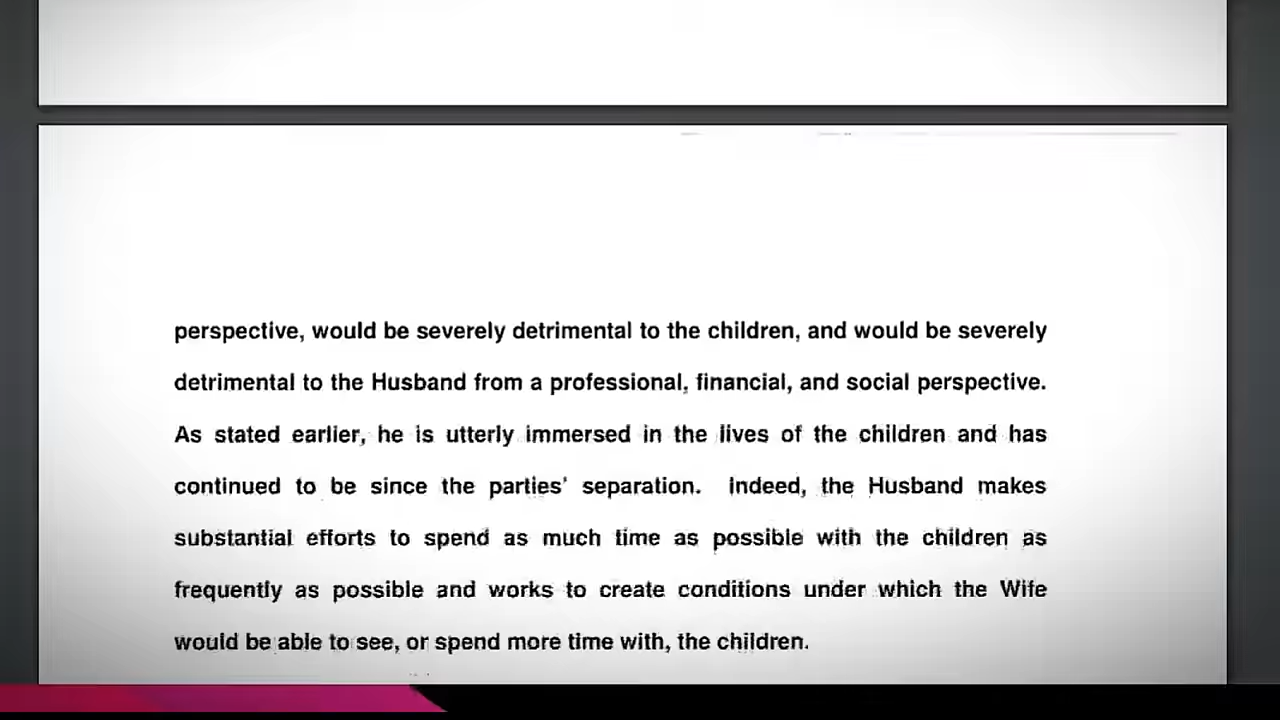 perspective, would be severely detrimental to the children, and would be severely
detrimental to the Husband from a professional, financial, and social perspective.
As stated earlier, he is utterly immersed in the lives of the children and has
continued to be since the parties' separation. Indeed, the Husband makes
substantial efforts to spend as much time as possible with the children as
frequently as possible and works to create conditions under which the Wife
would be able to see, or spend more time with, the children.